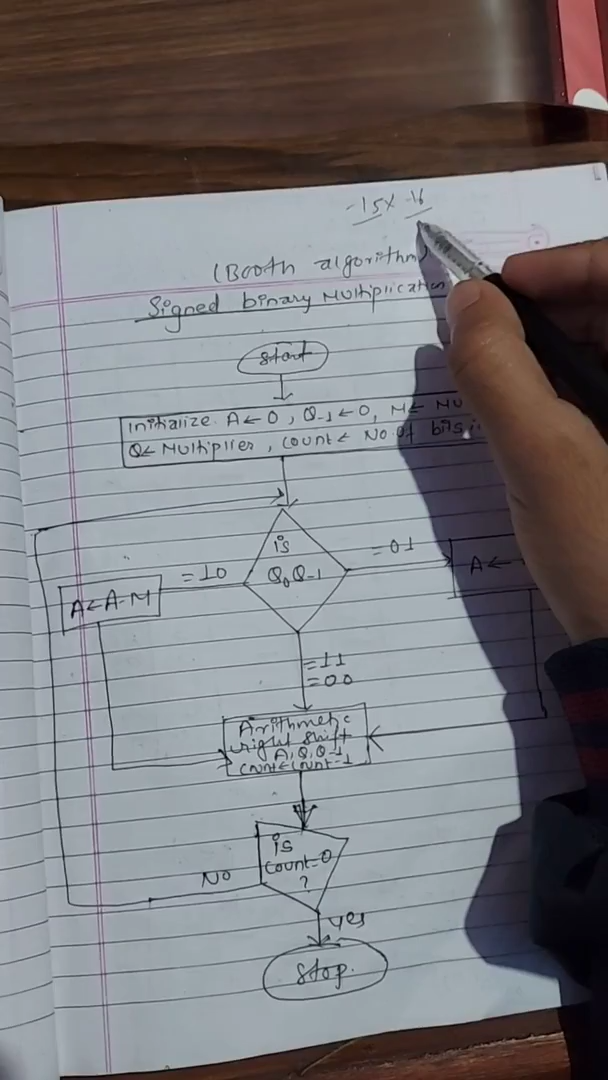 -15x -16
(Booth algorithm)
Signed binary Multiplication
Start
Initialize A←0, Q-1←0, M←
Q← Multiplier, Count← No. of bits
is
Q0Q-1
=10
=01
A←A-M
A←
=11
=00
Arithmetic
right shift
A, Q, Q-1
Count←Count-1
is
Count=0
?
No
yes
Stop.